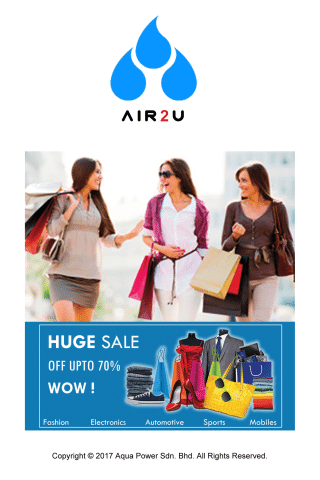 AIR2U
HUGE SALE
OFF UPTO 70%
WOW !
Fashion Electronics Automotive Sports Mobiles
Copyright © 2017 Aqua Power Sdn. Bhd. All Rights Reserved.